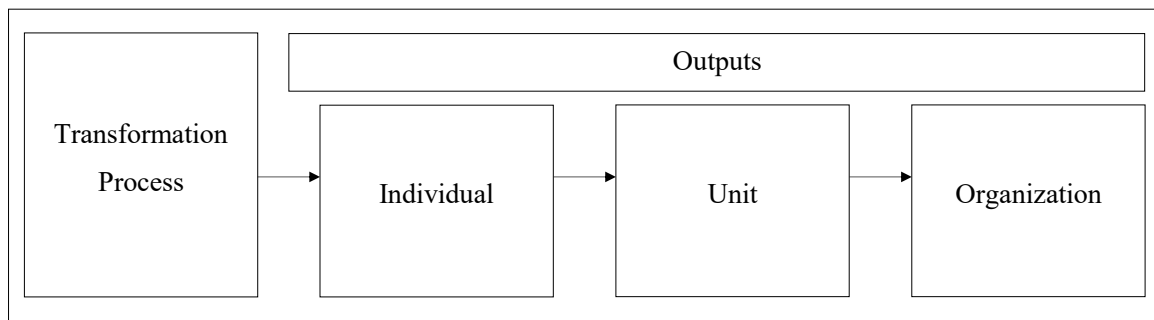 Outputs
Transformation
Process
Individual
Unit
Organization